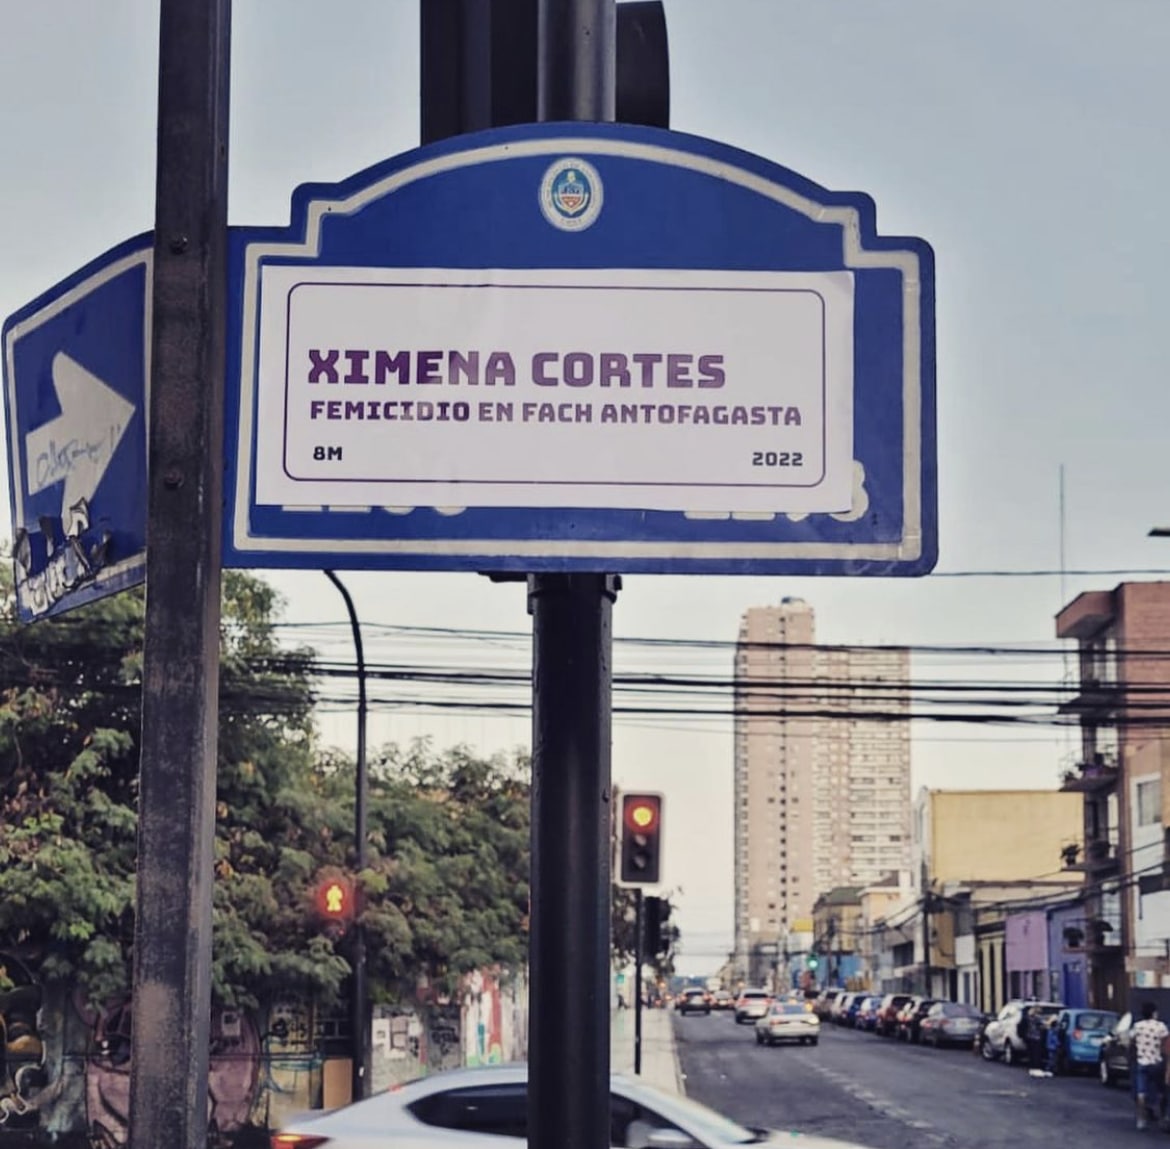 XIMENA CORTES
FEMICIDIO EN FACH ANTOFAGASTA
8M
2022